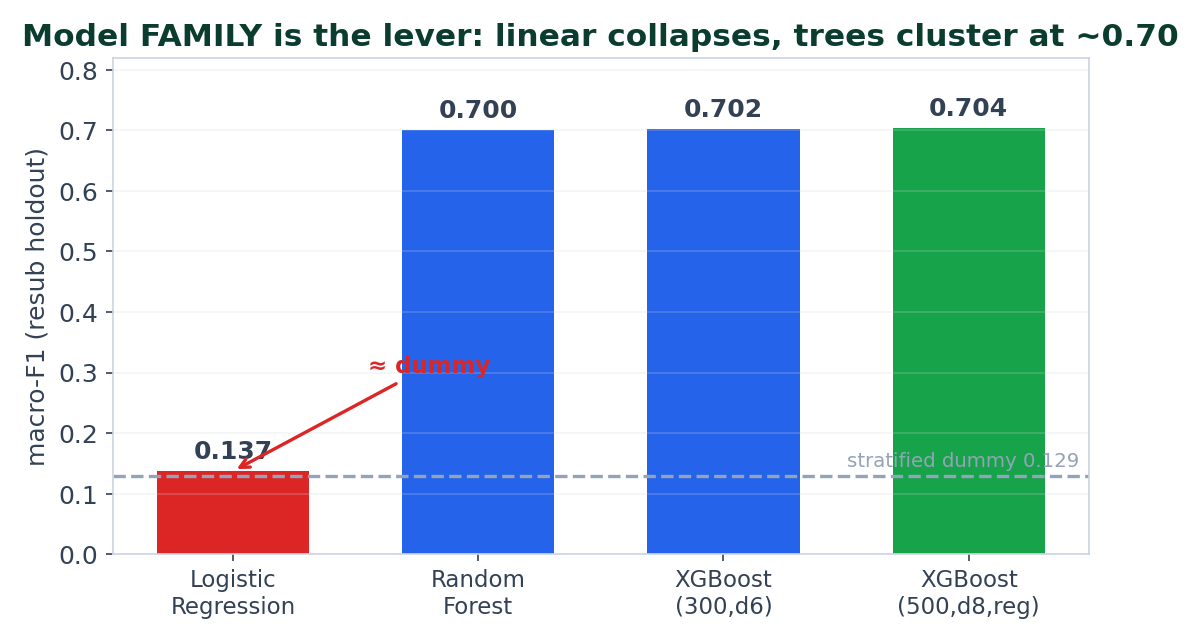 Model FAMILY is the lever: linear collapses, trees cluster at ~0.70
macro-F1 (resub holdout)
0.8
0.7
0.6
0.5
0.4
0.3
0.2
0.1
0.0
0.137
0.700
0.702
0.704
≈ dummy
stratified dummy 0.129
Logistic
Regression
Random
Forest
XGBoost
(300,d6)
XGBoost
(500,d8,reg)